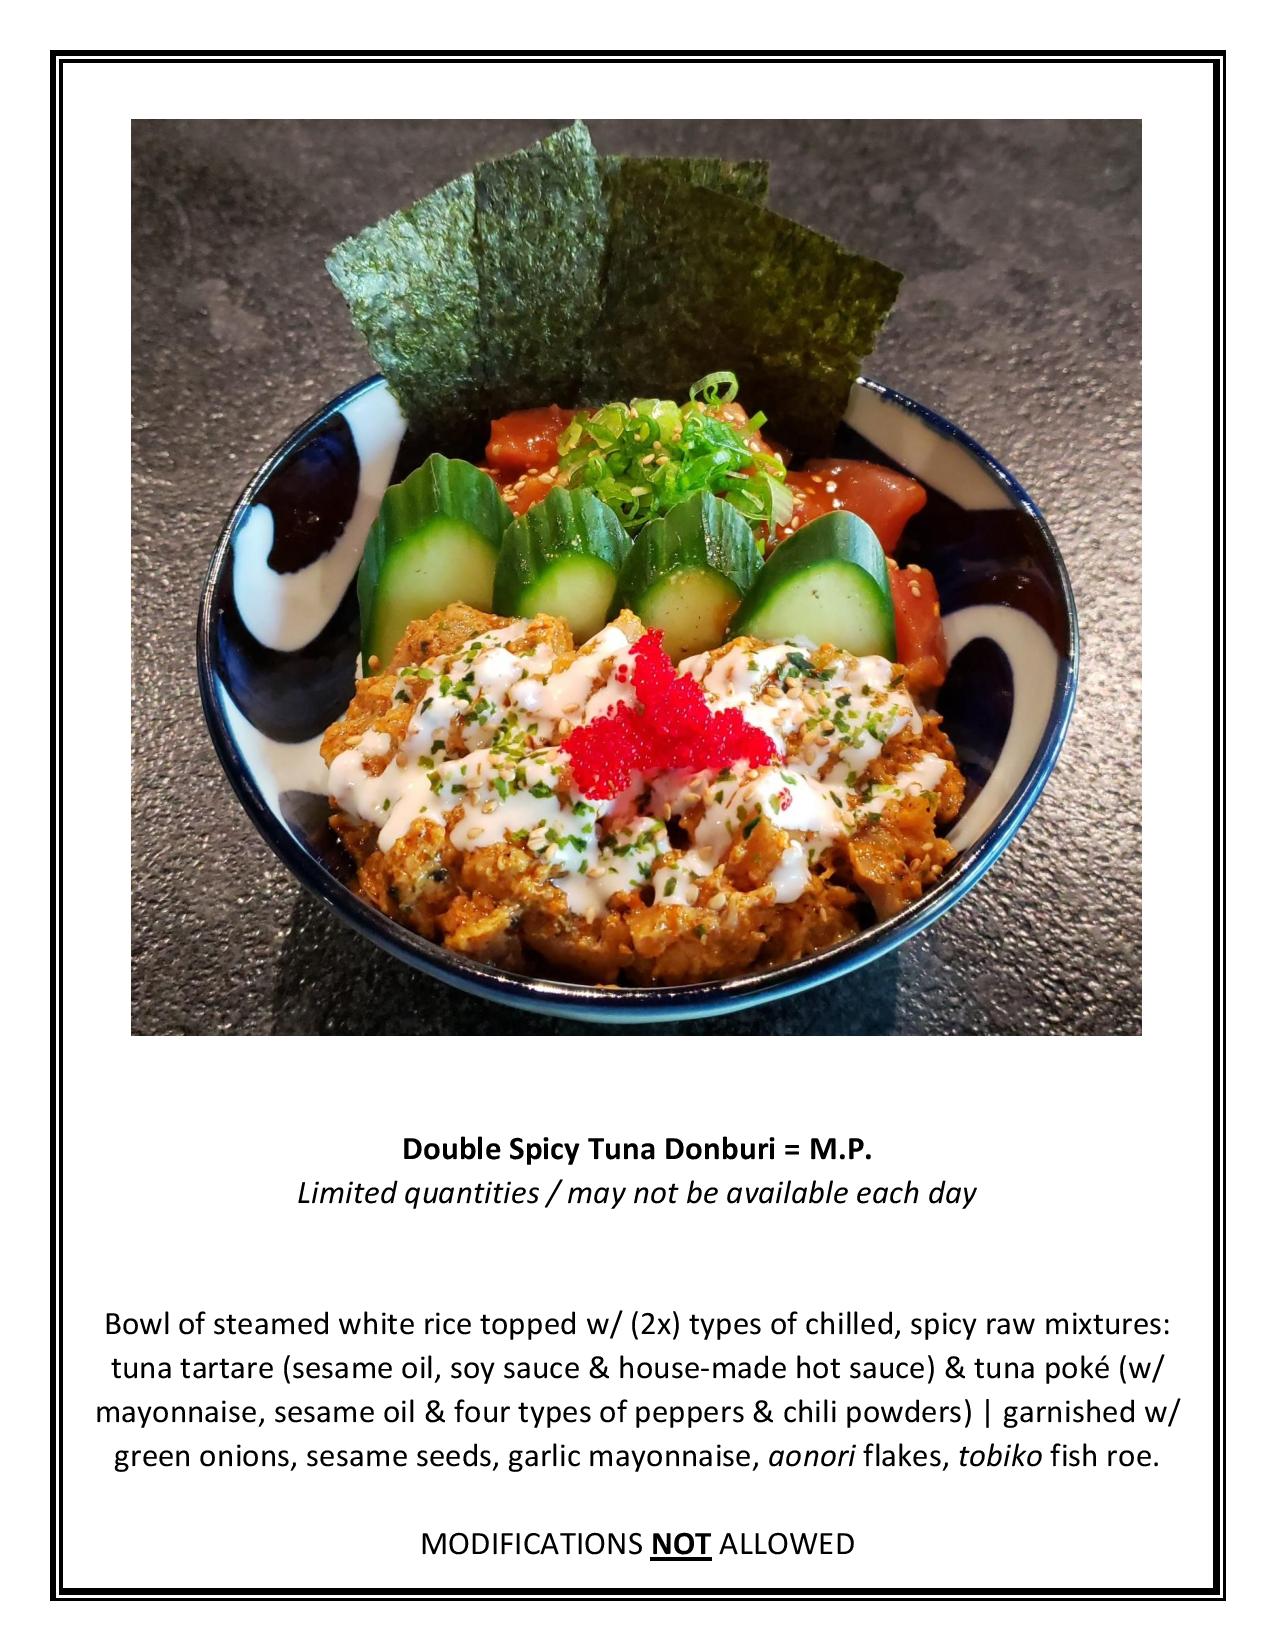 Double Spicy Tuna Donburi = M.P.
Limited quantities / may not be available each day
Bowl of steamed white rice topped w/ (2x) types of chilled, spicy raw mixtures:
tuna tartare (sesame oil, soy sauce & house-made hot sauce) & tuna poké (w/
mayonnaise, sesame oil & four types of peppers & chili powders) | garnished w/
green onions, sesame seeds, garlic mayonnaise, aonori flakes, tobiko fish roe.
MODIFICATIONS NOT ALLOWED